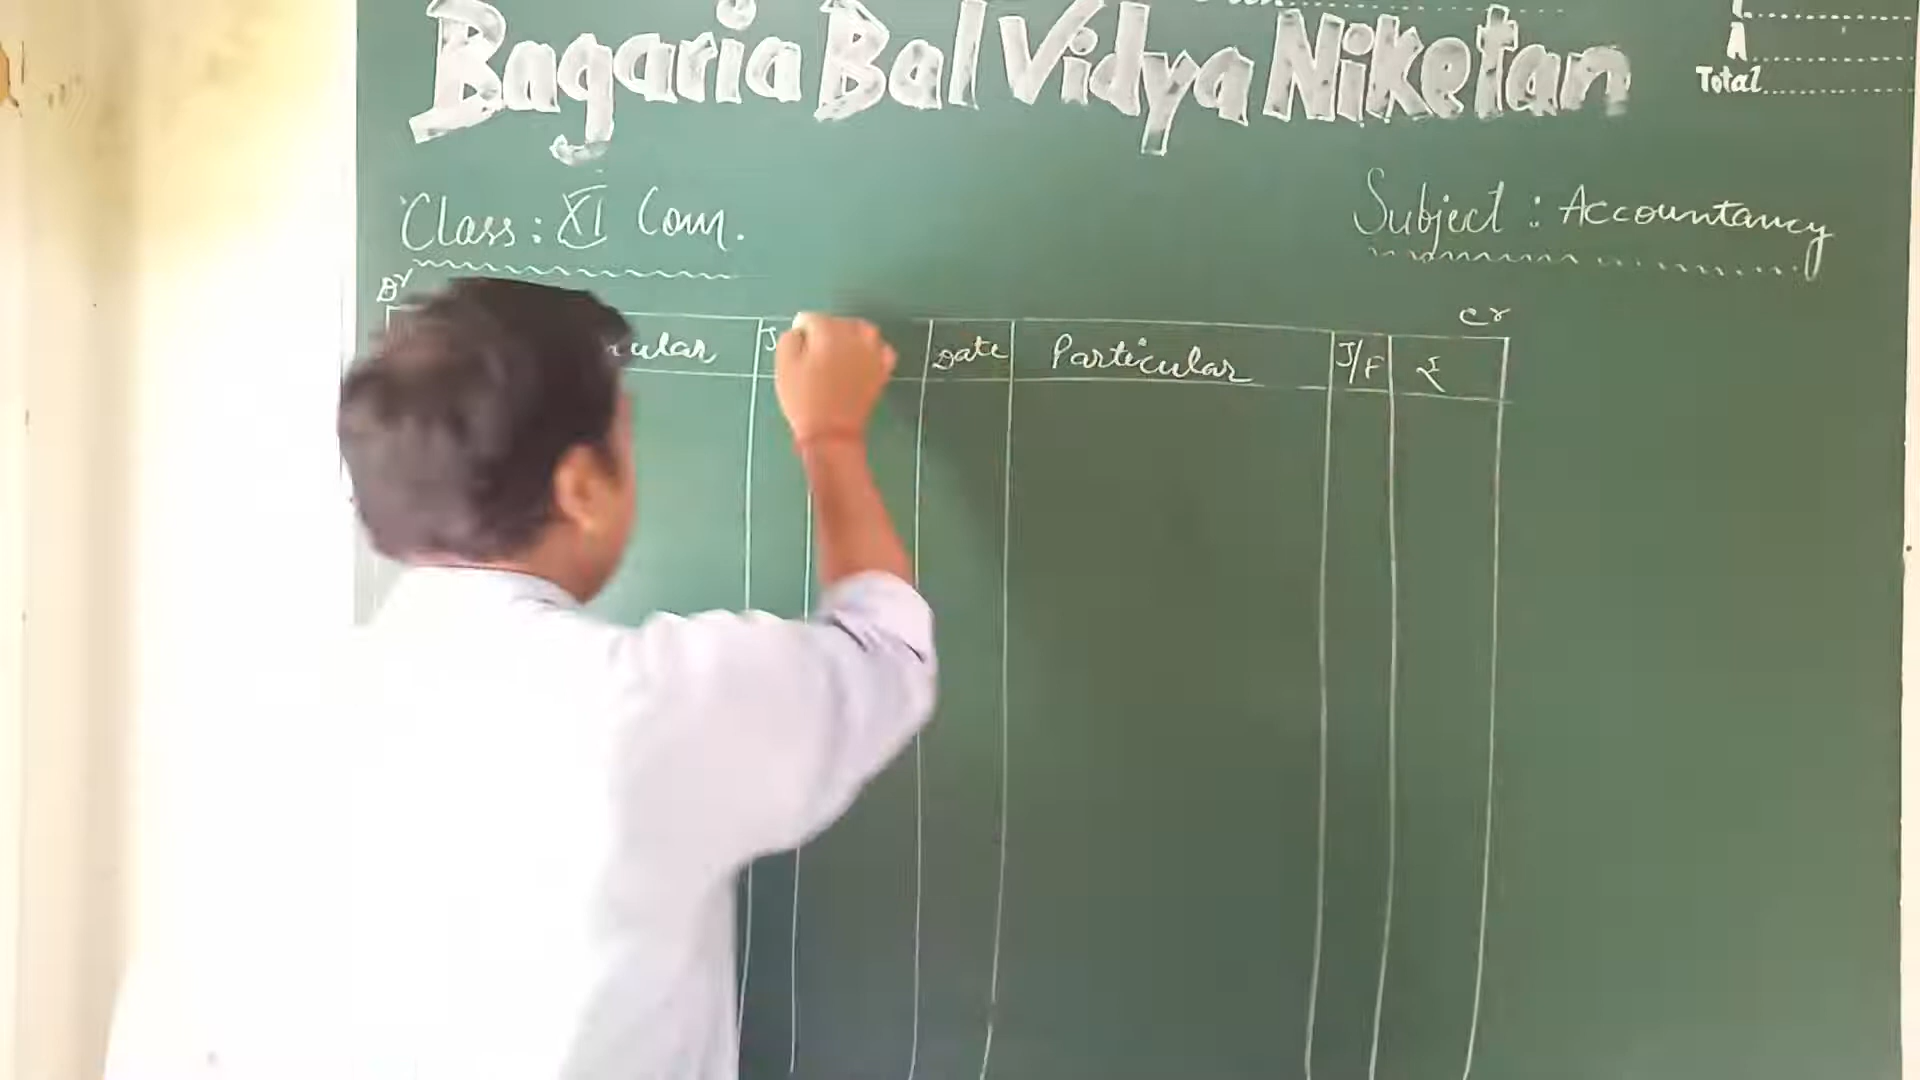 Bagaria Bal Vidya Niketan
A
Total
Class: XI Com.
Subject: Accountancy
Dr
Cr
Date Particular J/F ₹